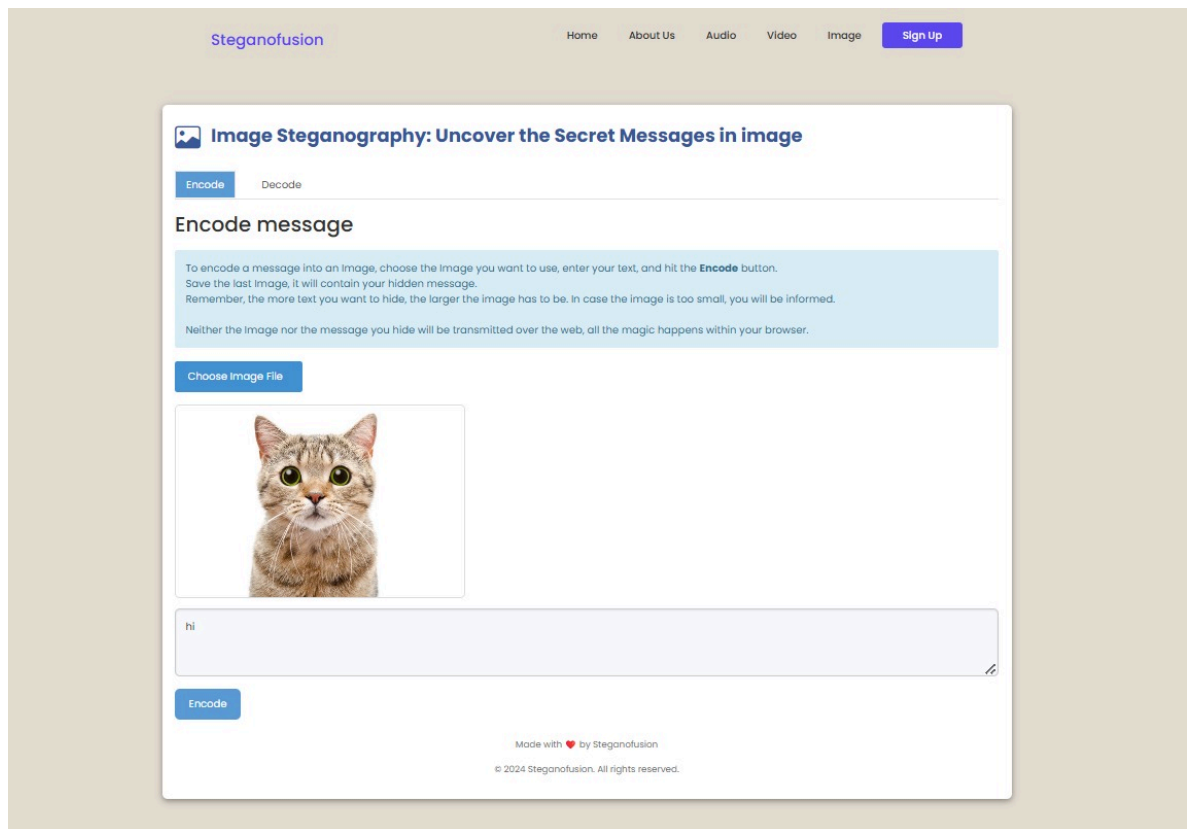 Steganofusion
Home About Us Audio Video Image Sign Up
Image Steganography: Uncover the Secret Messages in image
Encode Decode
Encode message
To encode a message into an Image, choose the Image you want to use, enter your text, and hit the Encode button.
Save the last Image, it will contain your hidden message.
Remember, the more text you want to hide, the larger the image has to be. In case the image is too small, you will be informed.
Neither the Image nor the message you hide will be transmitted over the web, all the magic happens within your browser.
Choose Image File
hi
Encode
Made with ❤ by Steganofusion
© 2024 Steganofusion. All rights reserved.